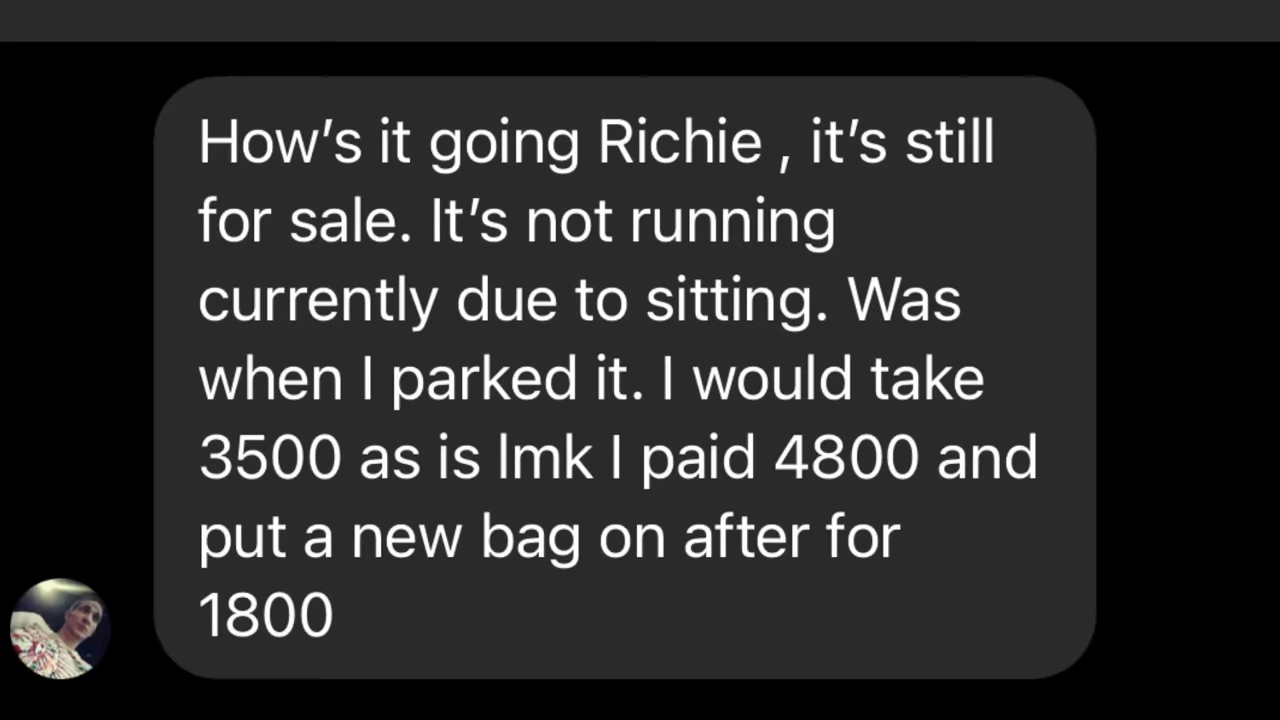 How’s it going Richie , it’s still
for sale. It’s not running
currently due to sitting. Was
when I parked it. I would take
3500 as is lmk I paid 4800 and
put a new bag on after for
1800